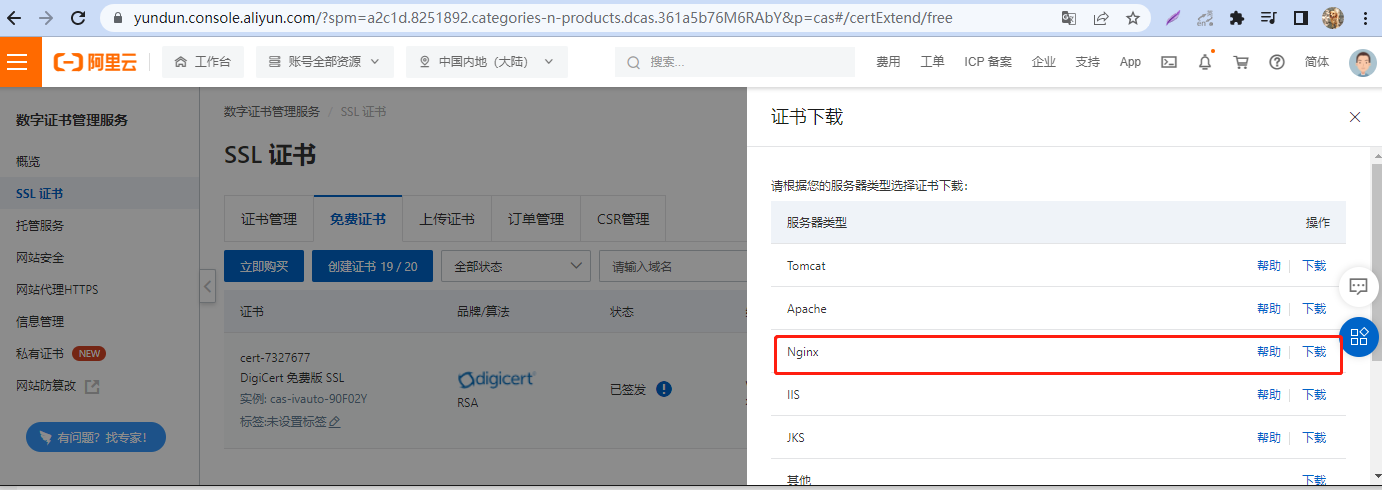 yundun.console.aliyun.com/?spm=a2c1d.8251892.categories-n-products.dcas.361a5b76M6RAbY&p=cas#/certExtend/free
阿里云 工作台 账号全部资源 中国内地（大陆） 搜索... 费用 工单 ICP 备案 企业 支持 App 简体
数字证书管理服务
概览
SSL 证书
托管服务
网站安全
网站代理HTTPS
信息管理
私有证书 NEW
网站防篡改
有问题？找专家！
数字证书管理服务 / SSL 证书
SSL 证书
证书管理 免费证书 上传证书 订单管理 CSR管理
立即购买 创建证书 19 / 20 全部状态 请输入域名
证书 品牌/算法 状态
cert-7327677
DigiCert 免费版 SSL
实例: cas-ivauto-90F02Y
标签:未设置标签
digicert
RSA
已签发
证书下载
请根据您的服务器类型选择证书下载：
服务器类型 操作
Tomcat 帮助 下载
Apache 帮助 下载
Nginx 帮助 下载
IIS 帮助 下载
JKS 帮助 下载
其他 下载